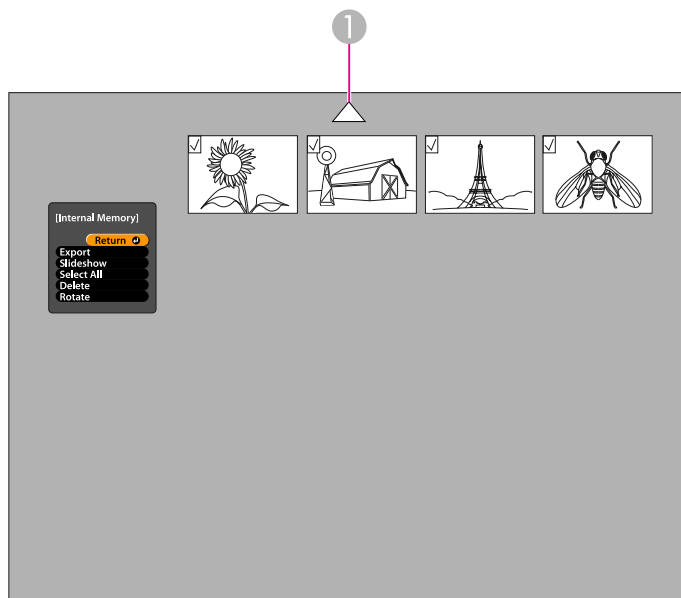 1
[Internal Memory]
Return
Export
Slideshow
Select All
Delete
Rotate